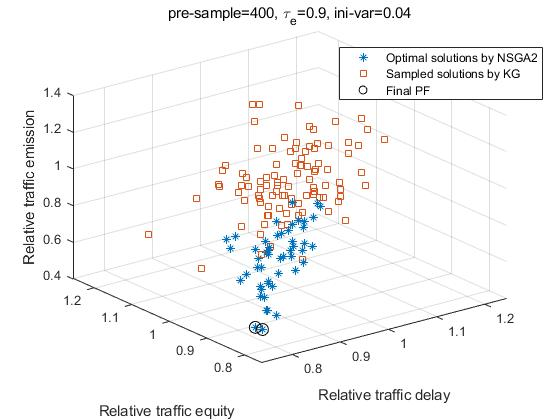 pre-sample=400, τe=0.9, ini-var=0.04
Optimal solutions by NSGA2
Sampled solutions by KG
Final PF
Relative traffic emission
1.4
1.2
1
0.8
0.6
0.4
1.2
1.1
1
0.9
0.8
0.8
0.9
1
1.1
1.2
Relative traffic equity
Relative traffic delay